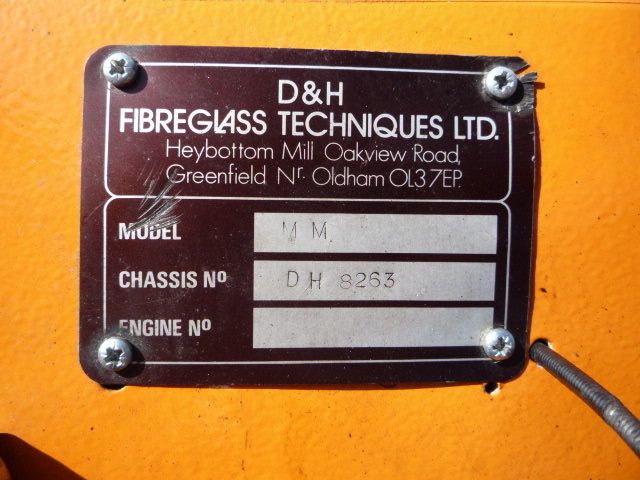 D&H
FIBREGLASS TECHNIQUES LTD.
Heybottom Mill Oakview Road,
Greenfield Nr. Oldham OL3 7EP.
MODEL M M
CHASSIS Nº D H 8263
ENGINE Nº